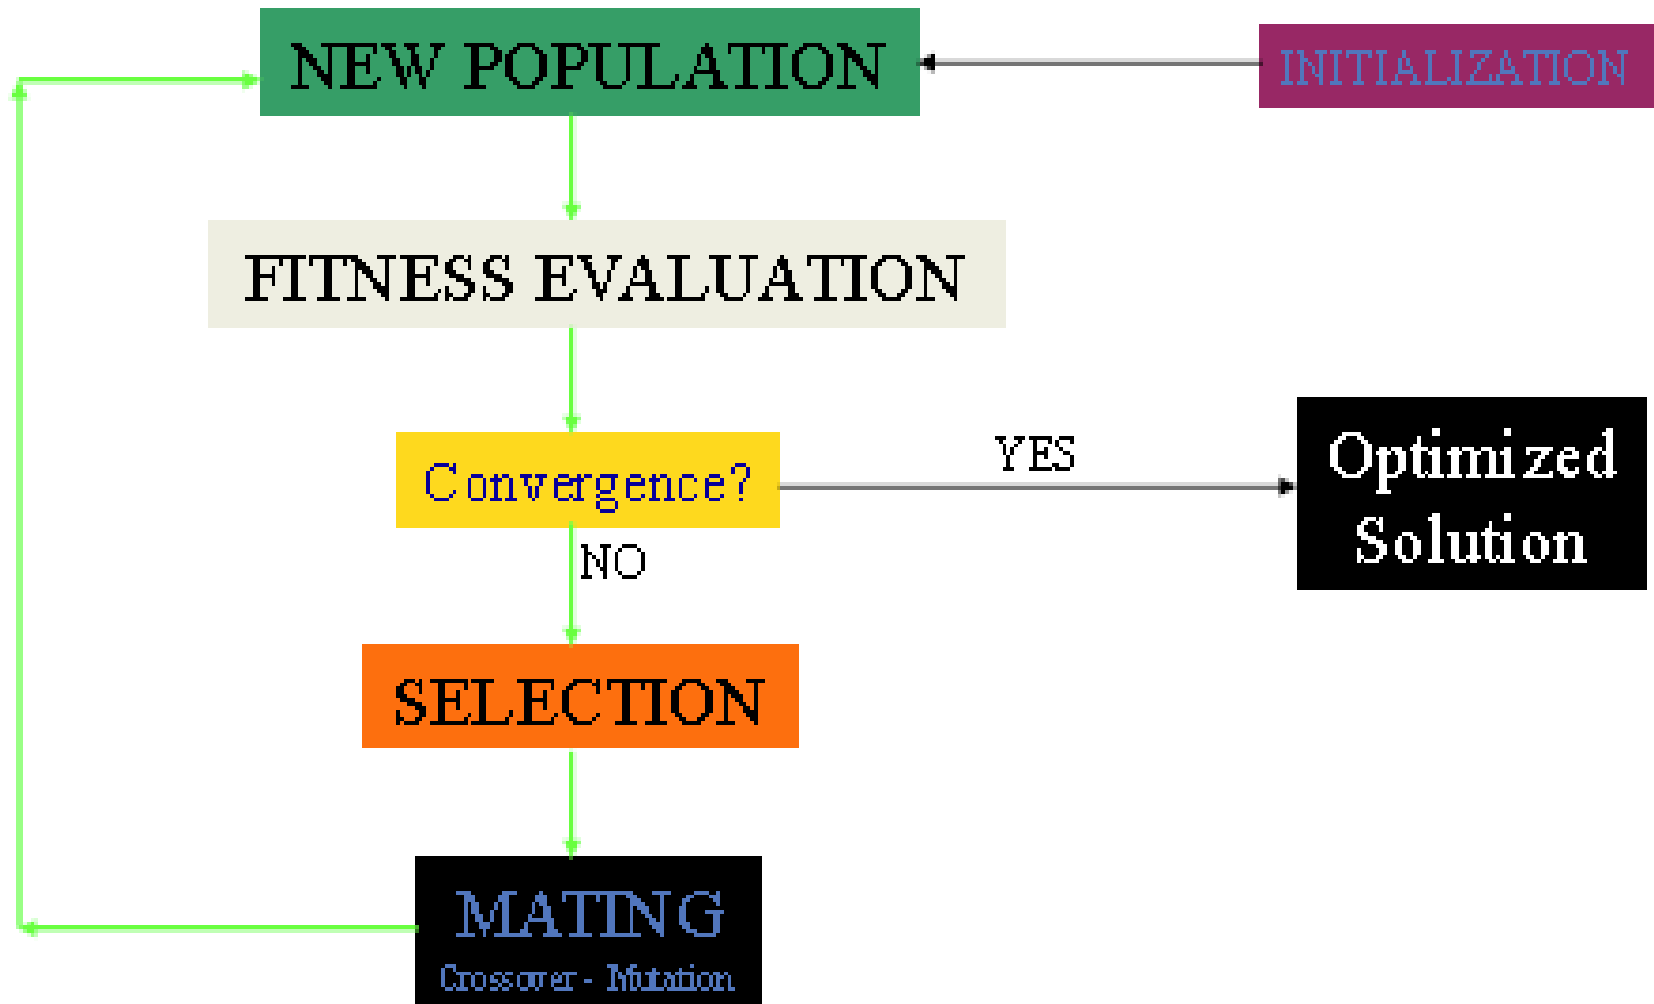 NEW POPULATION
INITIALIZATION
FITNESS EVALUATION
Convergence?
YES
Optimized
Solution
NO
SELECTION
MATING
Crossover - Mutation